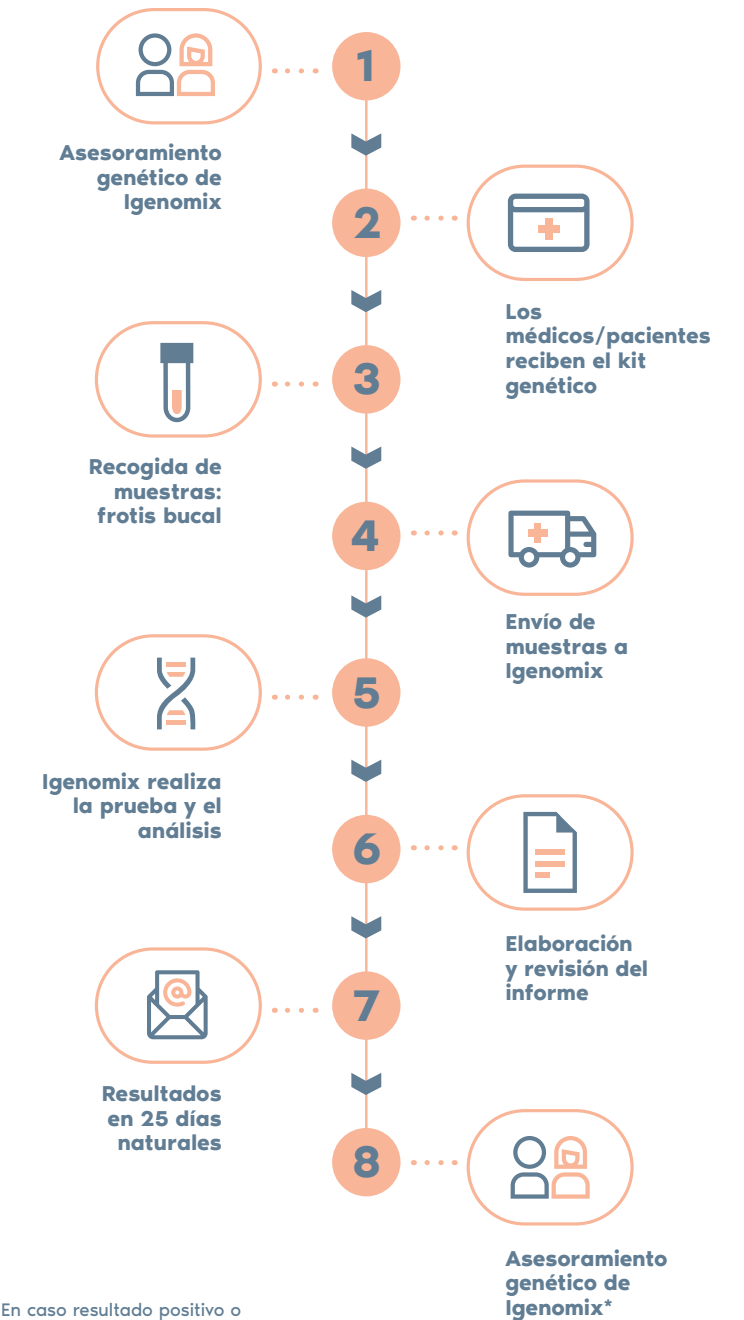 1
Asesoramiento
genético de
Igenomix
2
Los
médicos/pacientes
reciben el kit
genético
3
Recogida de
muestras:
frotis bucal
4
Envío de
muestras a
Igenomix
5
Igenomix realiza
la prueba y el
análisis
6
Elaboración
y revisión del
informe
7
Resultados
en 25 días
naturales
8
Asesoramiento
genético de
Igenomix*
En caso resultado positivo o